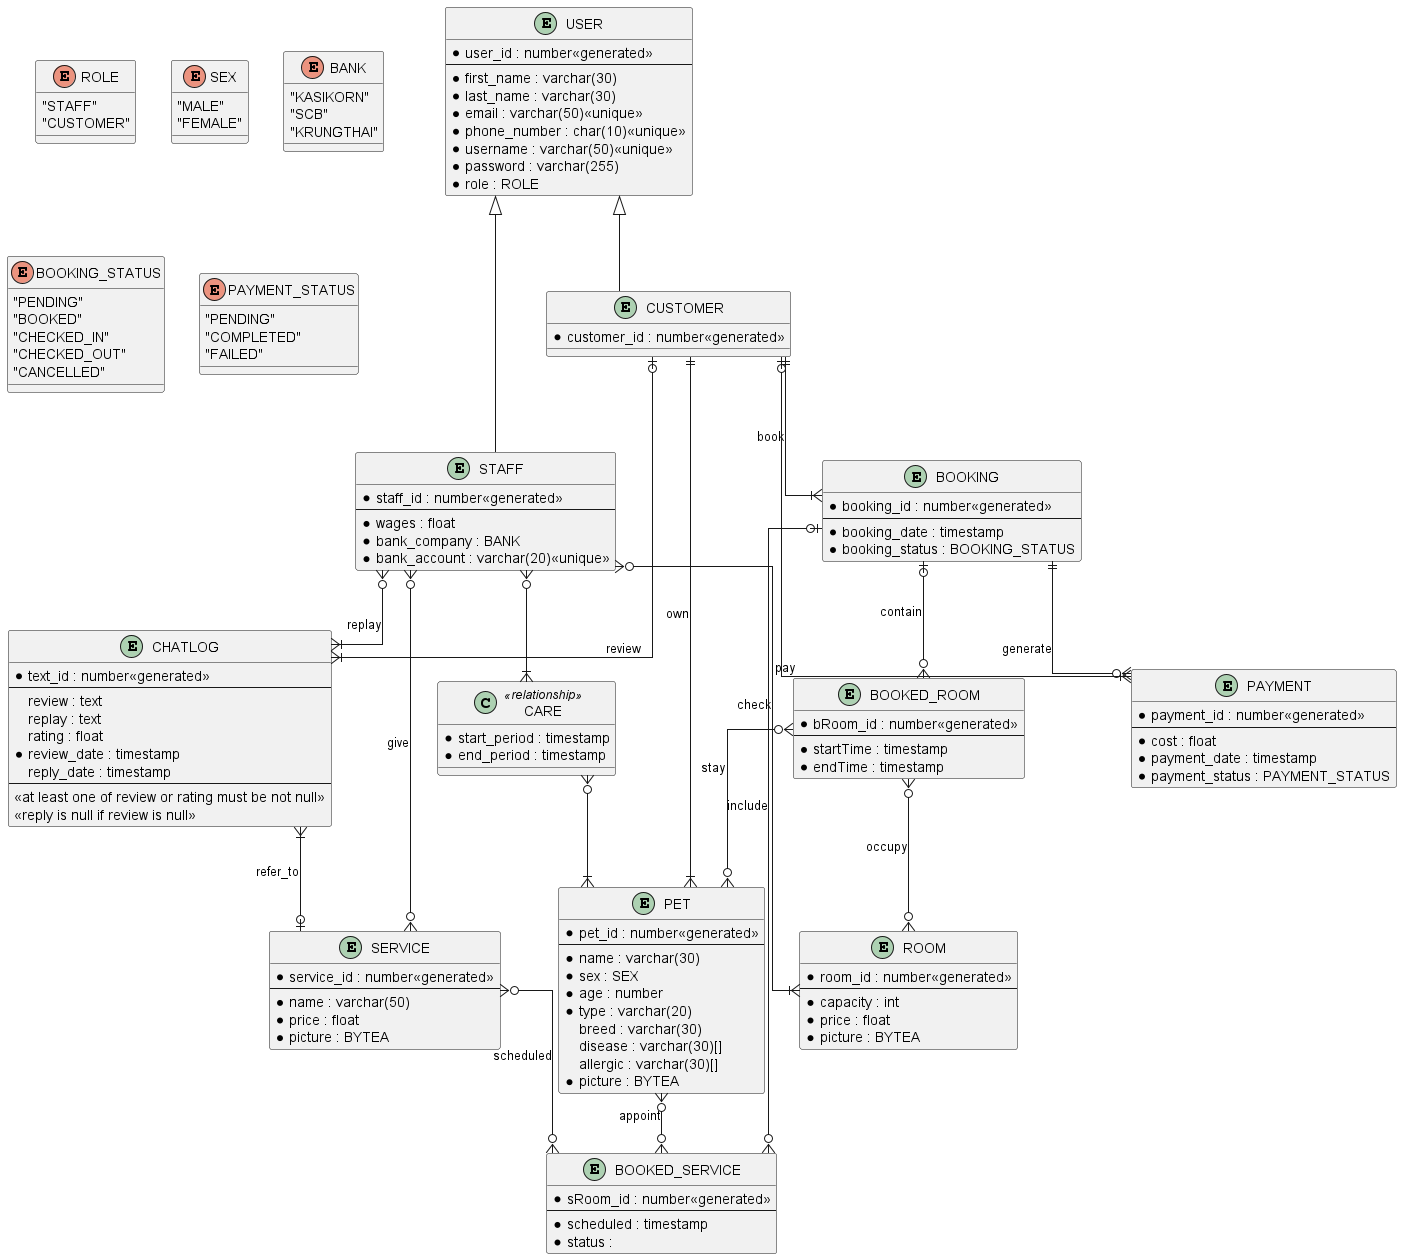 E USER
* user_id : number«generated»
* first_name : varchar(30)
* last_name : varchar(30)
* email : varchar(50)«unique»
* phone_number : char(10)«unique»
* username : varchar(50)«unique»
* password : varchar(255)
* role : ROLE
E ROLE
"STAFF"
"CUSTOMER"
E SEX
"MALE"
"FEMALE"
E BANK
"KASIKORN"
"SCB"
"KRUNGTHAI"
E BOOKING_STATUS
"PENDING"
"BOOKED"
"CHECKED_IN"
"CHECKED_OUT"
"CANCELLED"
E PAYMENT_STATUS
"PENDING"
"COMPLETED"
"FAILED"
E CUSTOMER
* customer_id : number«generated»
book
E STAFF
* staff_id : number«generated»
* wages : float
* bank_company : BANK
* bank_account : varchar(20)«unique»
E BOOKING
* booking_id : number«generated»
* booking_date : timestamp
* booking_status : BOOKING_STATUS
replay
own
contain
review
generate
pay
E CHATLOG
* text_id : number«generated»
review : text
replay : text
rating : float
* review_date : timestamp
reply_date : timestamp
«at least one of review or rating must be not null»
«reply is null if review is null»
C «relationship»
CARE
* start_period : timestamp
* end_period : timestamp
check
give
stay
include
E BOOKED_ROOM
* bRoom_id : number«generated»
* startTime : timestamp
* endTime : timestamp
E PAYMENT
* payment_id : number«generated»
* cost : float
* payment_date : timestamp
* payment_status : PAYMENT_STATUS
occupy
refer_to
E SERVICE
* service_id : number«generated»
* name : varchar(50)
* price : float
* picture : BYTEA
E PET
* pet_id : number«generated»
* name : varchar(30)
* sex : SEX
* age : number
* type : varchar(20)
breed : varchar(30)
disease : varchar(30)[]
allergic : varchar(30)[]
* picture : BYTEA
E ROOM
* room_id : number«generated»
* capacity : int
* price : float
* picture : BYTEA
scheduled
appoint
E BOOKED_SERVICE
* sRoom_id : number«generated»
* scheduled : timestamp
* status :